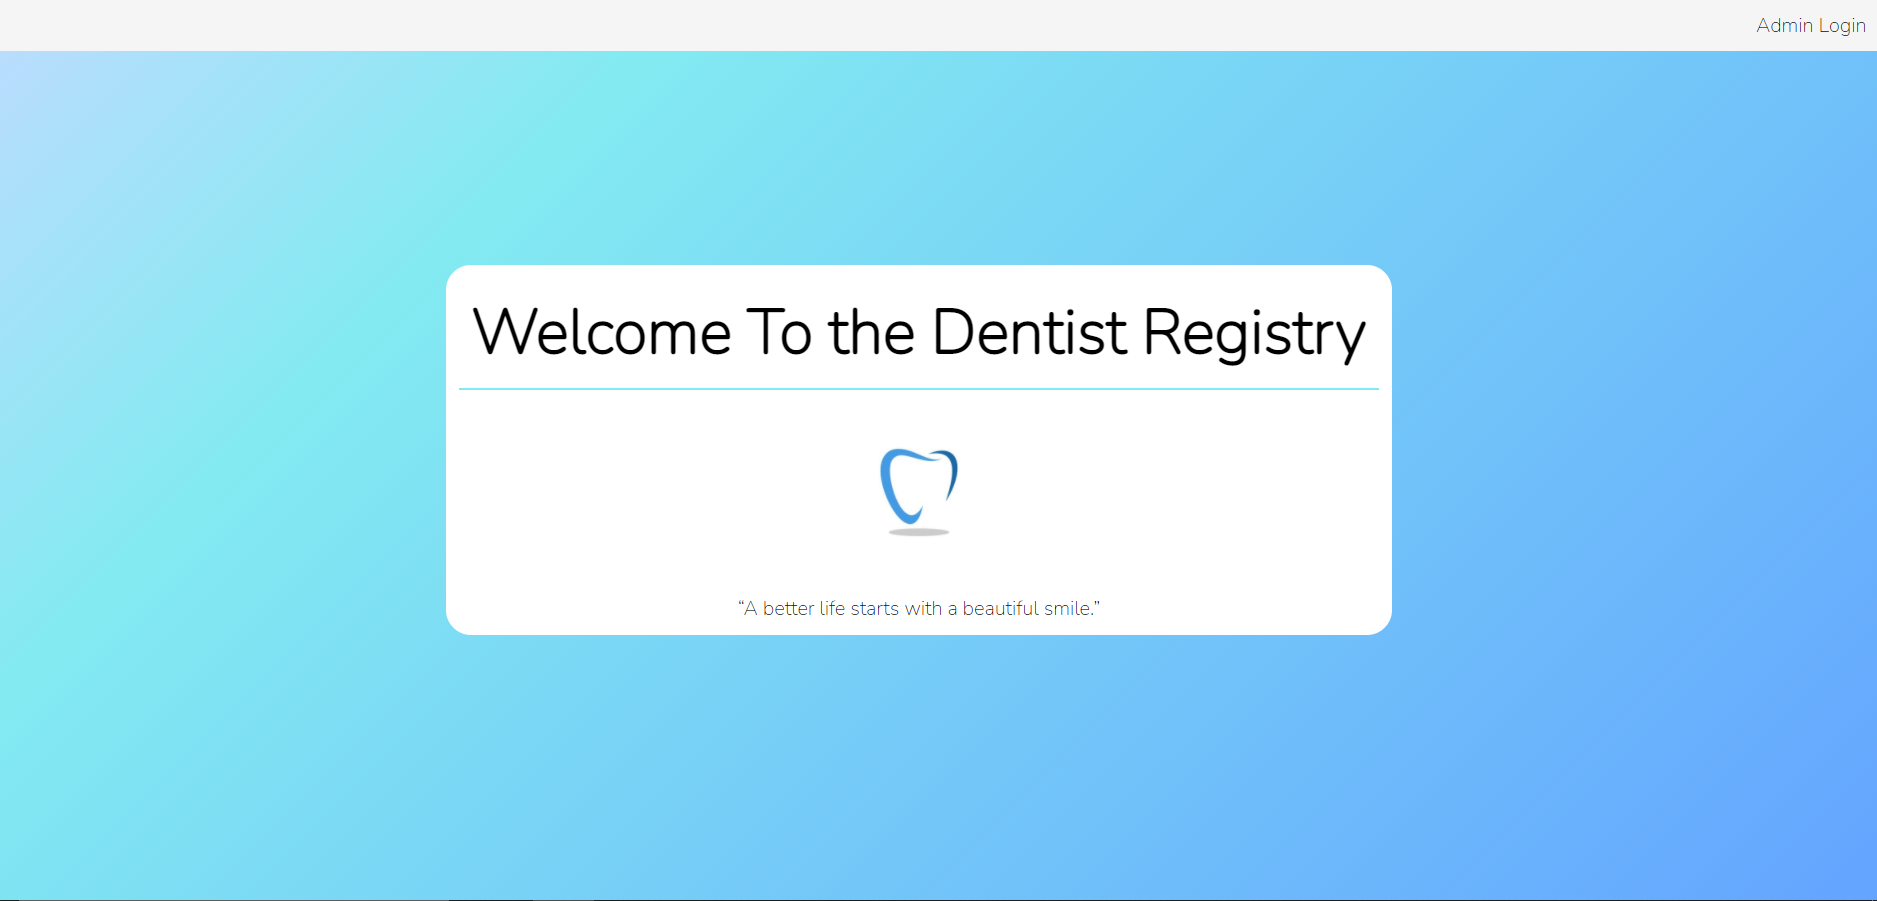 Admin Login
Welcome To the Dentist Registry
“A better life starts with a beautiful smile.”